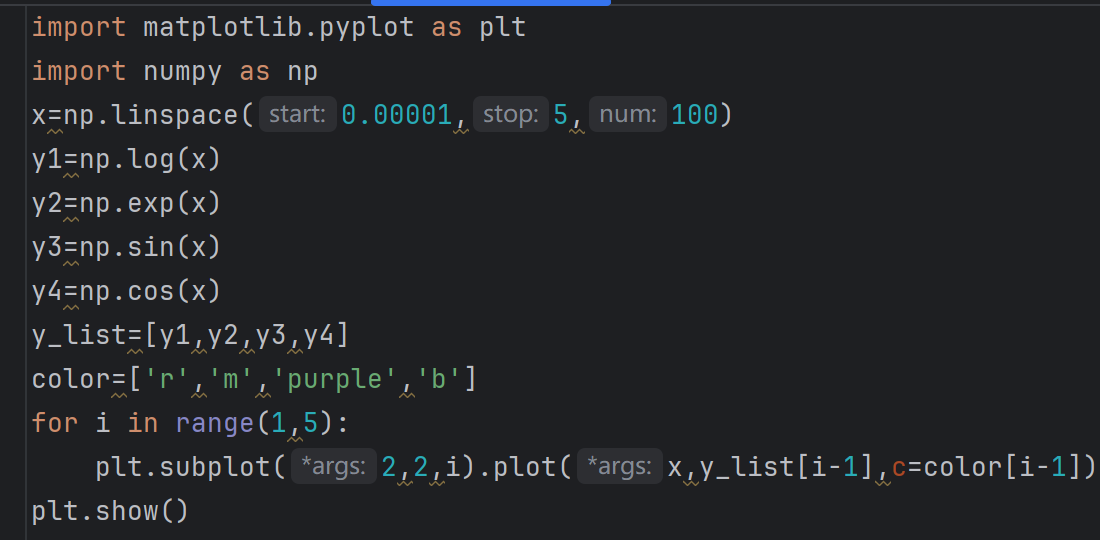 import matplotlib.pyplot as plt
import numpy as np
x=np.linspace( start: 0.00001, stop: 5, num: 100)
y1=np.log(x)
y2=np.exp(x)
y3=np.sin(x)
y4=np.cos(x)
y_list=[y1,y2,y3,y4]
color=['r','m','purple','b']
for i in range(1,5):
    plt.subplot( *args: 2,2,i).plot( *args: x,y_list[i-1],c=color[i-1])
plt.show()